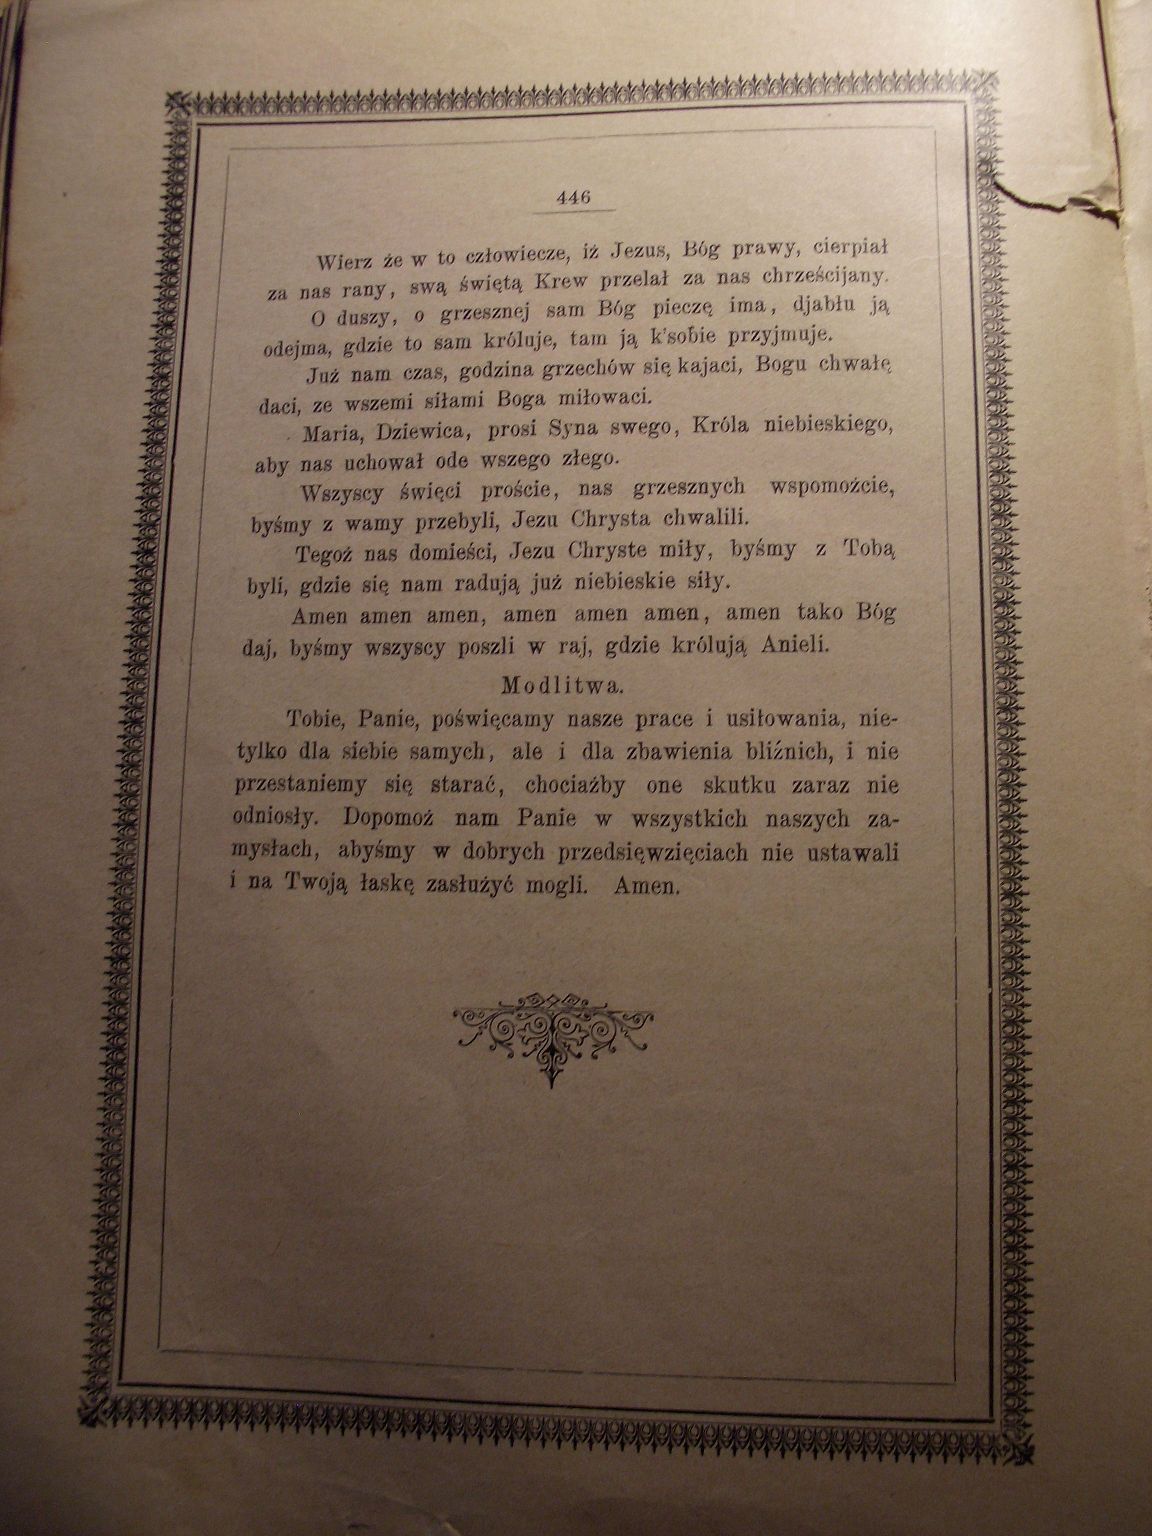 446
Wierz że w to człowiecze, iż Jezus, Bóg prawy, cierpiał
za nas rany, swą świętą Krew przelał za nas chrześcijany.
O duszy, o grzesznej sam Bóg pieczę ima, djabłu ją
odejma, gdzie to sam króluje, tam ją k'sobie przyjmuje.
Już nam czas, godzina grzechów się kajaci, Bogu chwałę
daci, ze wszemi siłami Boga miłowaci.
Maria, Dziewica, prosi Syna swego, Króla niebieskiego,
aby nas uchował ode wszego złego.
Wszyscy święci proście, nas grzesznych wspomożcie,
byśmy z wamy przebyli, Jezu Chrysta chwalili.
Tegoż nas domieści, Jezu Chryste miły, byśmy z Tobą
byli, gdzie się nam radują już niebieskie siły.
Amen amen amen, amen amen amen, amen tako Bóg
daj, byśmy wszyscy poszli w raj, gdzie królują Anieli.
Modlitwa.
Tobie, Panie, poświęcamy nasze prace i usiłowania, nie-
tylko dla siebie samych, ale i dla zbawienia bliźnich, i nie
przestaniemy się starać, chociażby one skutku zaraz nie
odniosły. Dopomoż nam Panie w wszystkich naszych za-
mysłach, abyśmy w dobrych przedsięwzięciach nie ustawali
i na Twoją łaskę zasłużyć mogli. Amen.